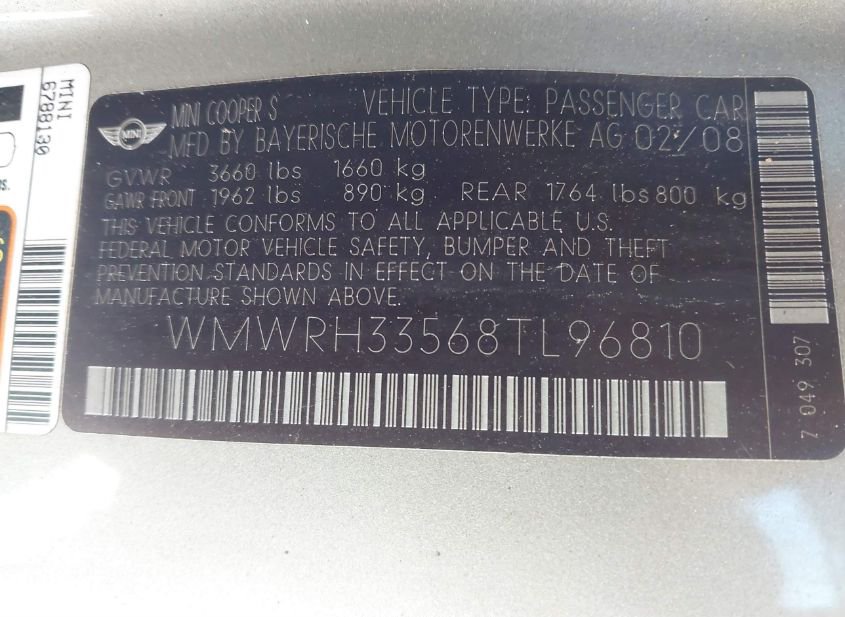 MINI
6788130
MINI
MINI COOPER S VEHICLE TYPE: PASSENGER CAR
MFD BY BAYERISCHE MOTORENWERKE AG 02/08
GVWR 3660 lbs 1660 kg
GAWR FRONT 1962 lbs 890 kg REAR 1764 lbs 800 kg
THIS VEHICLE CONFORMS TO ALL APPLICABLE U.S.
FEDERAL MOTOR VEHICLE SAFETY, BUMPER AND THEFT
PREVENTION STANDARDS IN EFFECT ON THE DATE OF
MANUFACTURE SHOWN ABOVE.
WMWRH33568TL96810
7 049 307